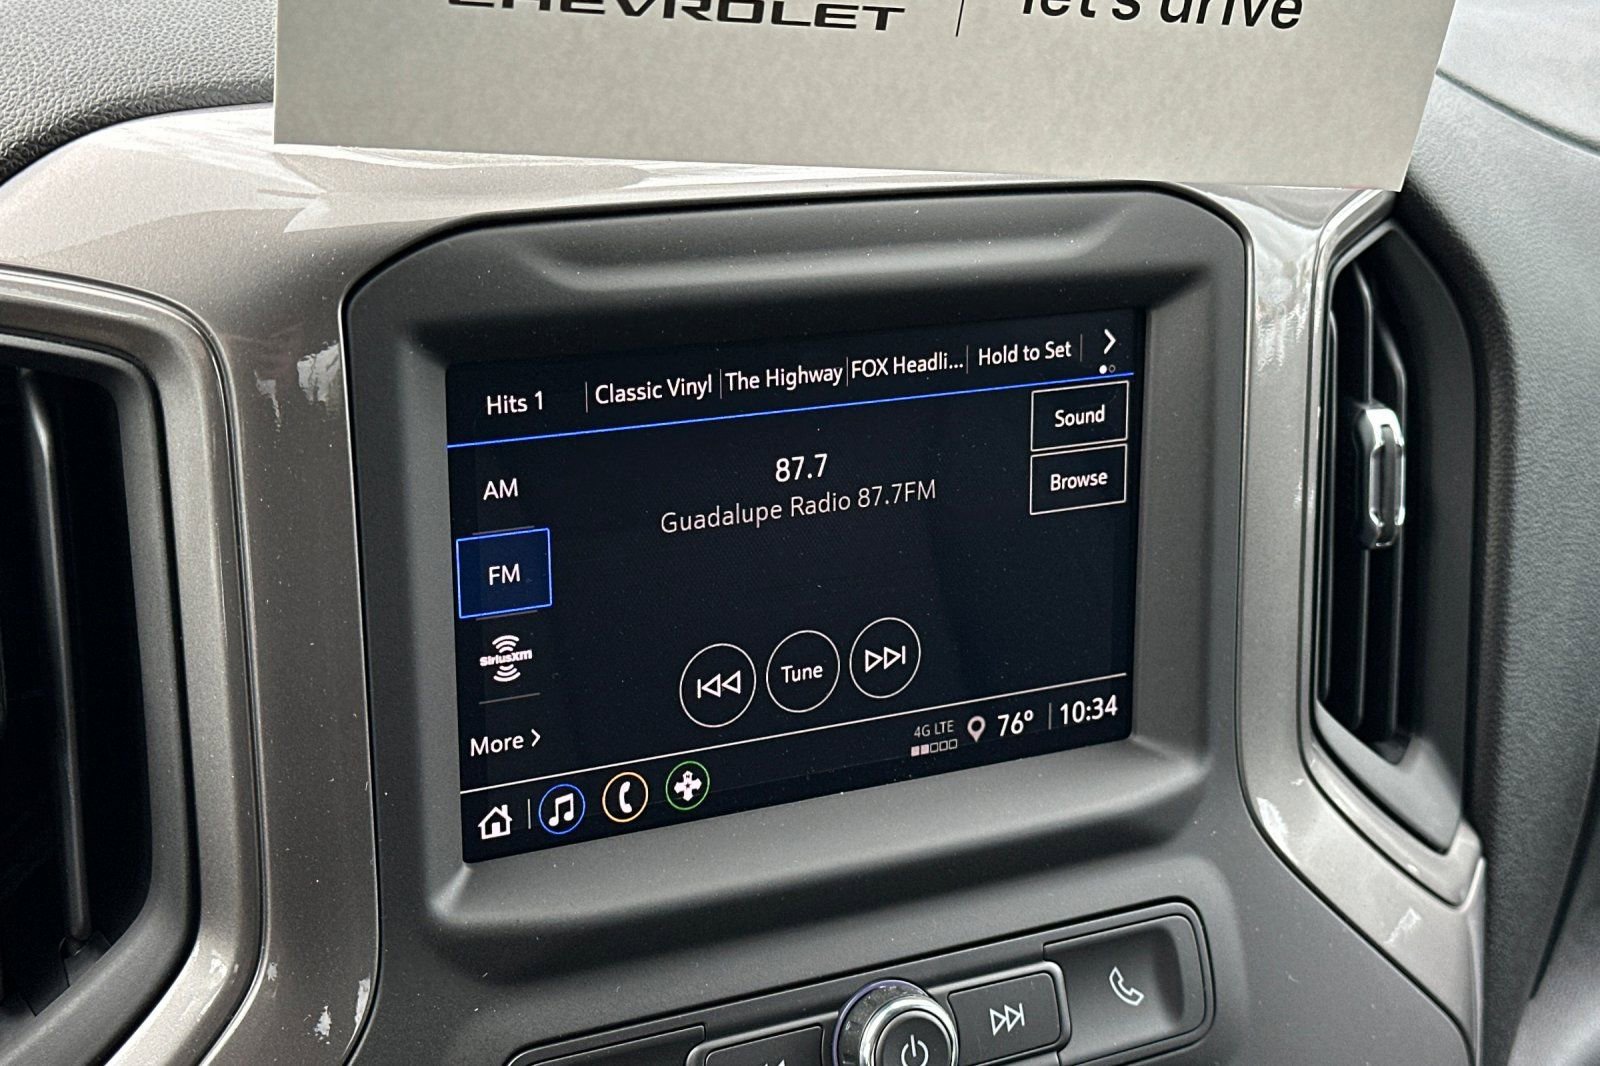 CHEVROLET | let's drive
Hits 1 | Classic Vinyl | The Highway | FOX Headli... | Hold to Set
Sound
AM
87.7
Browse
Guadalupe Radio 87.7FM
FM
SiriusXM
Tune
More
4G LTE 76° 10:34